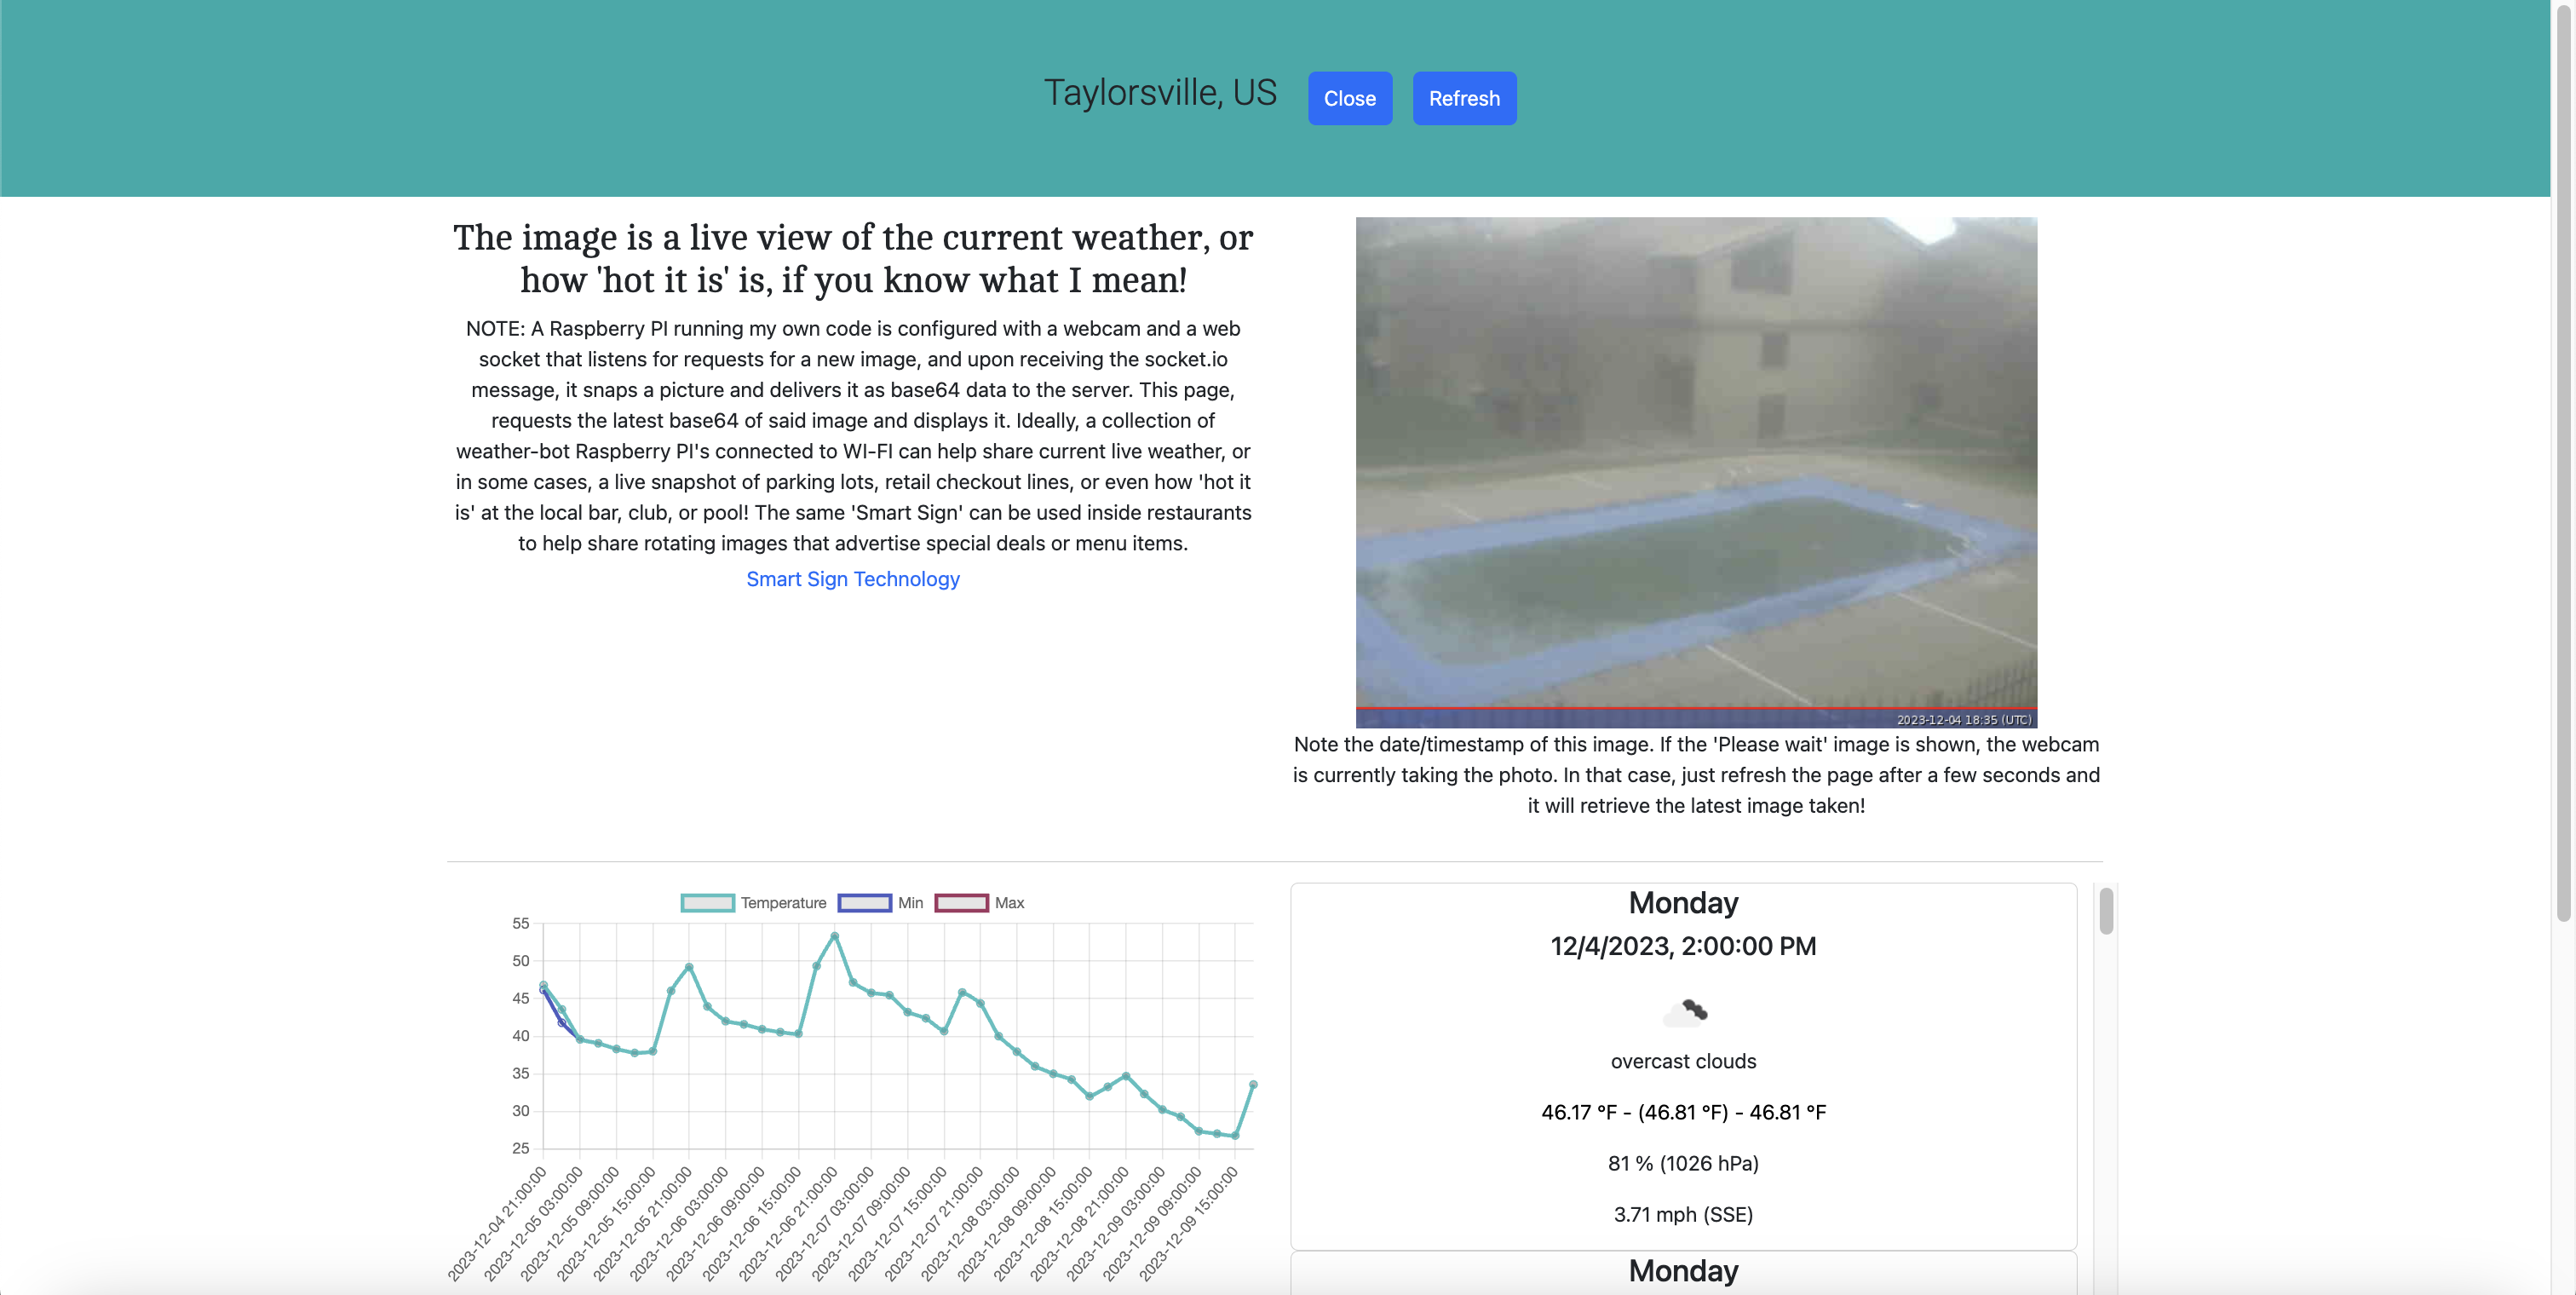 Taylorsville, US
Close
Refresh
The image is a live view of the current weather, or
how 'hot it is' is, if you know what I mean!
NOTE: A Raspberry PI running my own code is configured with a webcam and a web
socket that listens for requests for a new image, and upon receiving the socket.io
message, it snaps a picture and delivers it as base64 data to the server. This page,
requests the latest base64 of said image and displays it. Ideally, a collection of
weather-bot Raspberry PI's connected to WI-FI can help share current live weather, or
in some cases, a live snapshot of parking lots, retail checkout lines, or even how 'hot it
is' at the local bar, club, or pool! The same 'Smart Sign' can be used inside restaurants
to help share rotating images that advertise special deals or menu items.
Smart Sign Technology
2023-12-04 18:35 (UTC)
Note the date/timestamp of this image. If the 'Please wait' image is shown, the webcam
is currently taking the photo. In that case, just refresh the page after a few seconds and
it will retrieve the latest image taken!
Temperature
Min
Max
55
50
45
40
35
30
25
2023-12-04 21:00:00
2023-12-05 03:00:00
2023-12-05 09:00:00
2023-12-05 15:00:00
2023-12-05 21:00:00
2023-12-06 03:00:00
2023-12-06 09:00:00
2023-12-06 15:00:00
2023-12-06 21:00:00
2023-12-07 03:00:00
2023-12-07 09:00:00
2023-12-07 15:00:00
2023-12-07 21:00:00
2023-12-08 03:00:00
2023-12-08 09:00:00
2023-12-08 15:00:00
2023-12-08 21:00:00
2023-12-09 03:00:00
2023-12-09 09:00:00
2023-12-09 15:00:00
Monday
12/4/2023, 2:00:00 PM
overcast clouds
46.17 °F - (46.81 °F) - 46.81 °F
81 % (1026 hPa)
3.71 mph (SSE)
Monday